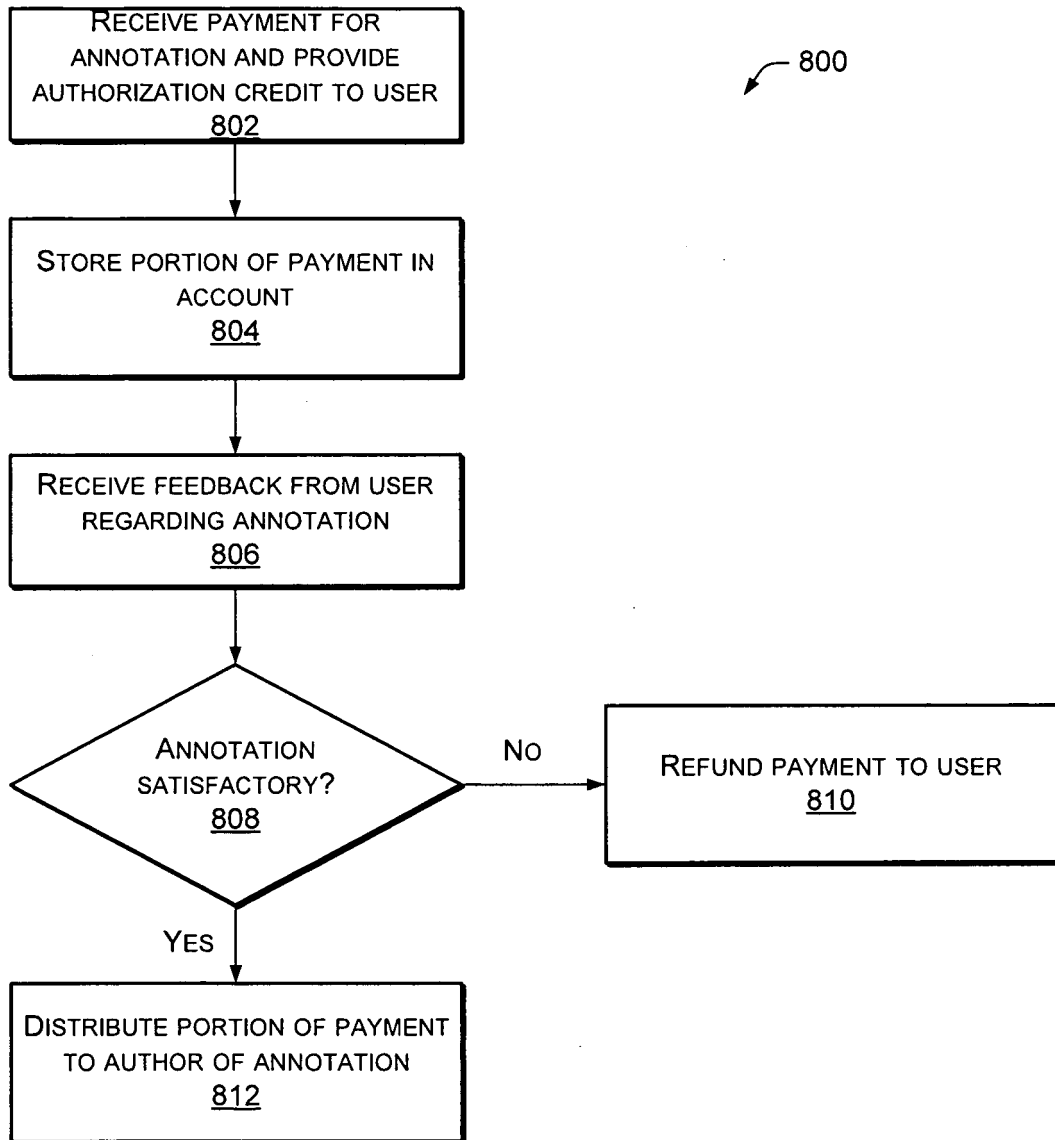 RECEIVE PAYMENT FOR
ANNOTATION AND PROVIDE
AUTHORIZATION CREDIT TO USER
802
800
STORE PORTION OF PAYMENT IN
ACCOUNT
804
RECEIVE FEEDBACK FROM USER
REGARDING ANNOTATION
806
ANNOTATION
SATISFACTORY?
808
NO
REFUND PAYMENT TO USER
810
YES
DISTRIBUTE PORTION OF PAYMENT
TO AUTHOR OF ANNOTATION
812